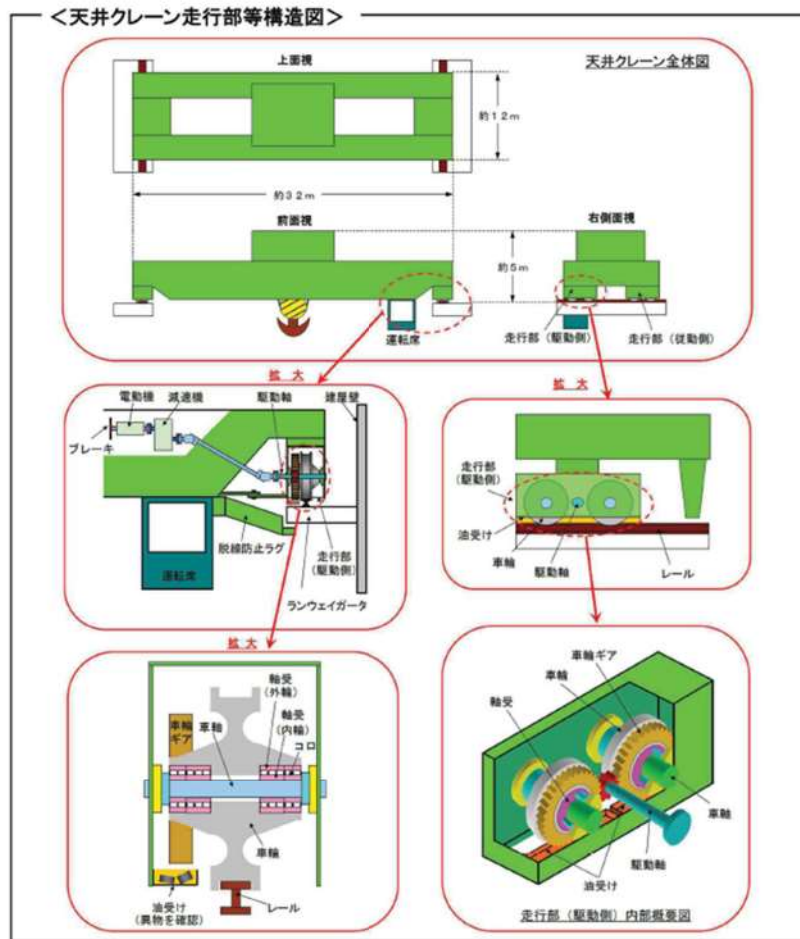 ＜天井クレーン走行部等構造図＞
天井クレーン全体図
上面視
約１２ｍ
約３２ｍ
前面視
右側面視
約５ｍ
運転席
走行部（駆動側）
走行部（従動側）
拡 大
拡 大
電動機
減速機
駆動軸
建屋壁
ブレーキ
脱線防止ラグ
走行部
（駆動側）
運転席
ランウェイガータ
走行部
（駆動側）
油受け
車輪
駆動軸
レール
拡 大
軸受
（外輪）
軸受
（内輪）
コロ
車輪
ギア
車軸
車輪
油受け
（異物を確認）
レール
車輪ギア
車輪
軸受
車軸
駆動軸
油受け
走行部（駆動側）内部概要図